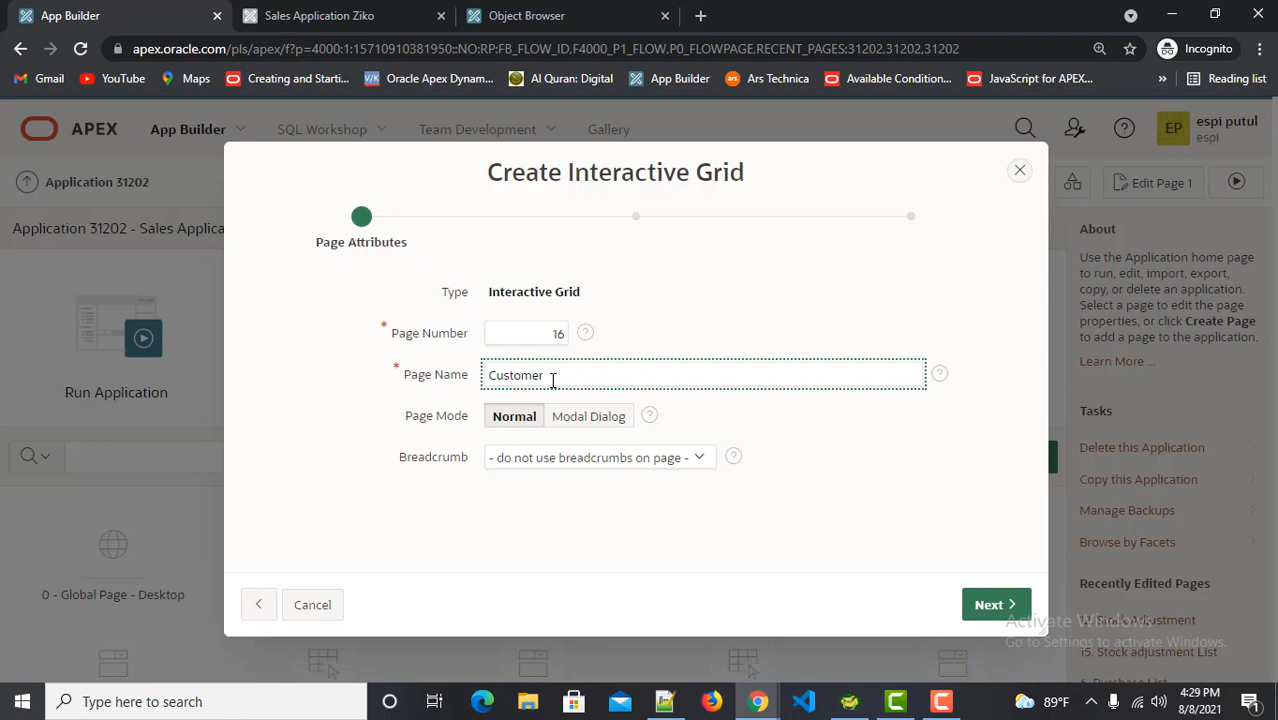 App Builder
Sales Application Ziko
Object Browser
apex.oracle.com/pls/apex/f?p=4000:1:15710910381950::NO:RP:FB_FLOW_ID,F4000_P1_FLOW,P0_FLOWPAGE,RECENT_PAGES:31202,31202,31202
Incognito
Gmail
YouTube
Maps
Creating and Starti...
Oracle Apex Dynam...
Al Quran: Digital
App Builder
Ars Technica
Available Condition...
JavaScript for APEX...
»
Reading list
APEX
App Builder
SQL Workshop
Team Development
Gallery
EP
espi putul
espi
Application 31202
Edit Page 1
Application 31202 - Sales Applica
Run Application
0 - Global Page - Desktop
Create Interactive Grid
Page Attributes
Type
Interactive Grid
* Page Number
16
* Page Name
Customer
Page Mode
Normal
Modal Dialog
Breadcrumb
- do not use breadcrumbs on page -
Cancel
Next
About
Use the Application home page
to run, edit, import, export,
copy, or delete an application.
Select a page to edit the page
properties, or click Create Page
to add a page to the application
Learn More ...
Tasks
Delete this Application
Copy this Application
Manage Backups
Browse by Facets
Recently Edited Pages
Stock Adjustment
15. Stock adjustment List
Activate Windows
Go to Settings to activate Windows.
Type here to search
89°F
4:29 PM
8/8/2021